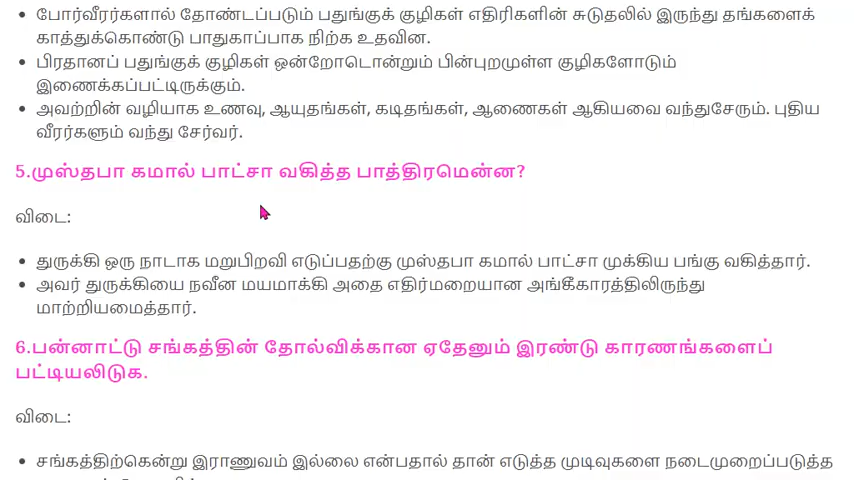 • போர்வீரர்களால் தோண்டப்படும் பதுங்குக் குழிகள் எதிரிகளின் சுடுதலில் இருந்து தங்களைக்
காத்துக்கொண்டு பாதுகாப்பாக நிற்க உதவின.
• பிரதானப் பதுங்குக் குழிகள் ஒன்றோடொன்றும் பின்புறமுள்ள குழிகளோடும்
இணைக்கப்பட்டிருக்கும்.
• அவற்றின் வழியாக உணவு, ஆயுதங்கள், கடிதங்கள், ஆணைகள் ஆகியவை வந்துசேரும். புதிய
வீரர்களும் வந்து சேர்வர்.
5.முஸ்தபா கமால் பாட்சா வகித்த பாத்திரமென்ன?
விடை:
• துருக்கி ஒரு நாடாக மறுபிறவி எடுப்பதற்கு முஸ்தபா கமால் பாட்சா முக்கிய பங்கு வகித்தார்.
• அவர் துருக்கியை நவீன மயமாக்கி அதை எதிர்மறையான அங்கீகாரத்திலிருந்து
மாற்றியமைத்தார்.
6.பன்னாட்டு சங்கத்தின் தோல்விக்கான ஏதேனும் இரண்டு காரணங்களைப்
பட்டியலிடுக.
விடை:
• சங்கத்திற்கென்று இராணுவம் இல்லை என்பதால் தான் எடுத்த முடிவுகளை நடைமுறைப்படுத்த